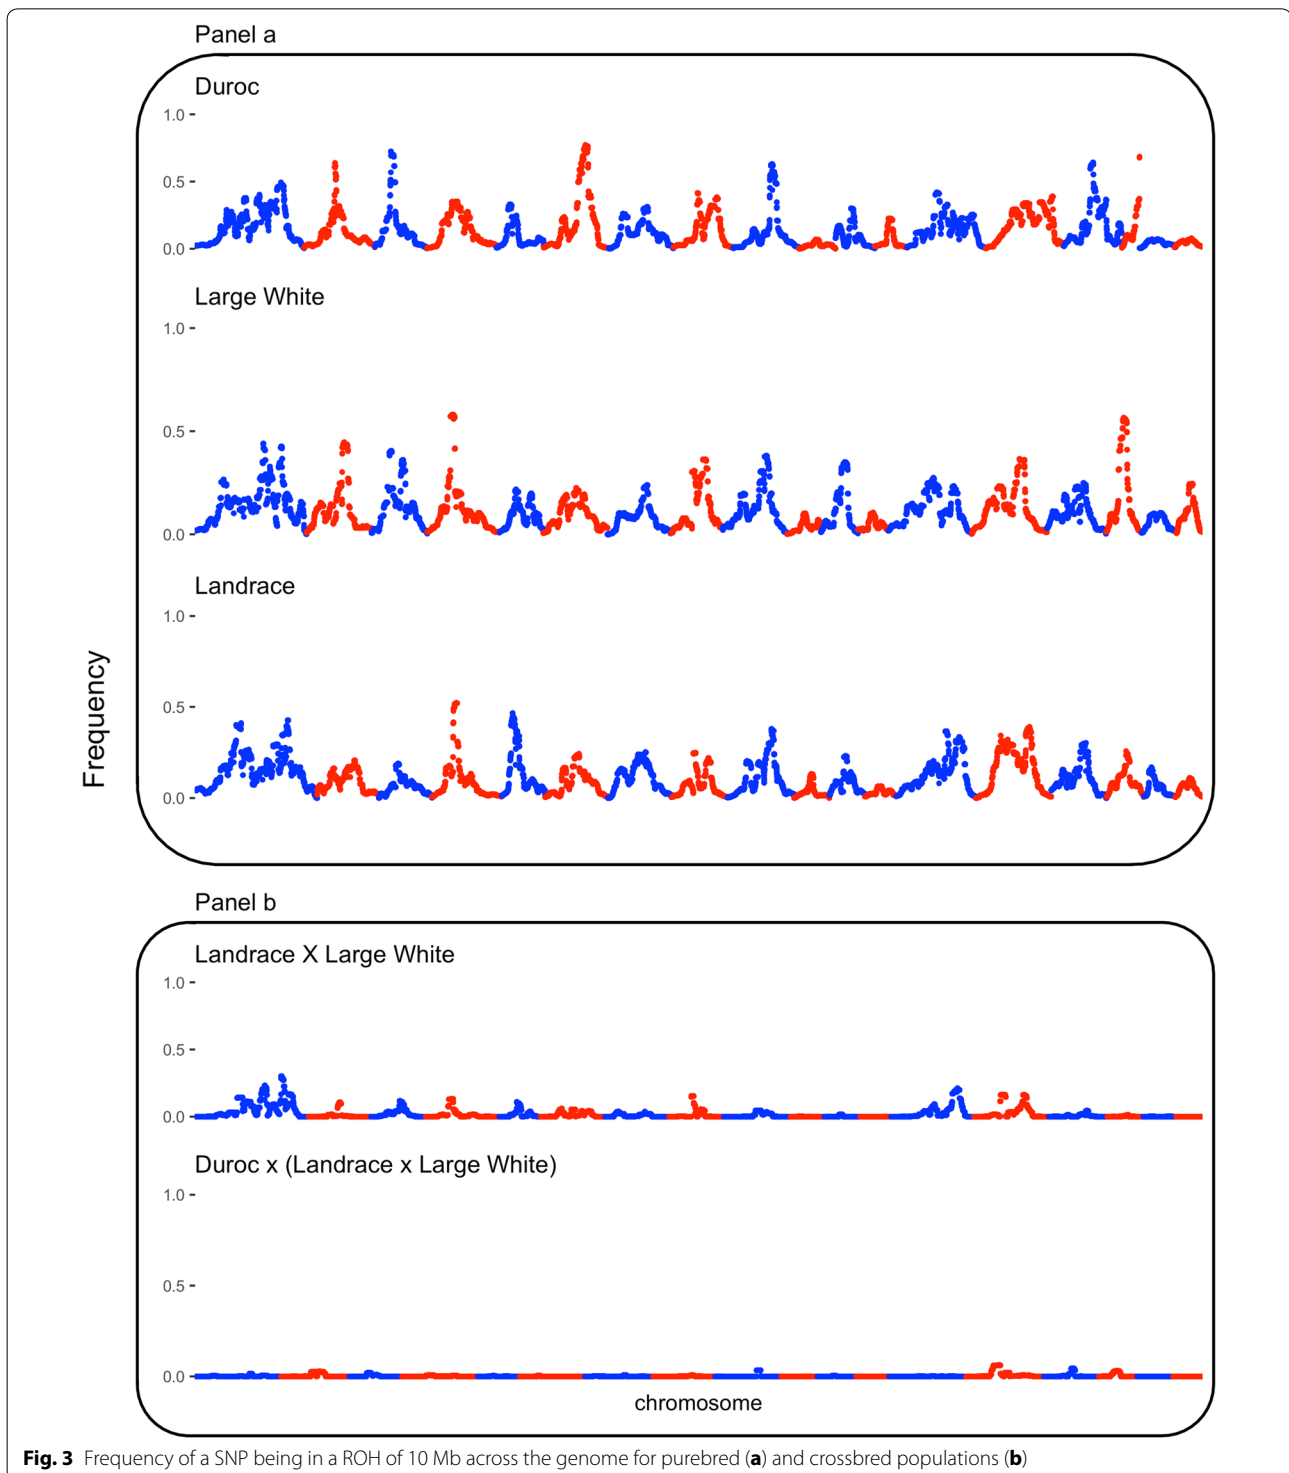 Panel a
Duroc
1.0
0.5
0.0
Large White
1.0
0.5
0.0
Landrace
1.0
0.5
0.0
Frequency
Panel b
Landrace X Large White
1.0
0.5
0.0
Duroc x (Landrace x Large White)
1.0
0.5
0.0
chromosome
Fig. 3 Frequency of a SNP being in a ROH of 10 Mb across the genome for purebred (a) and crossbred populations (b)